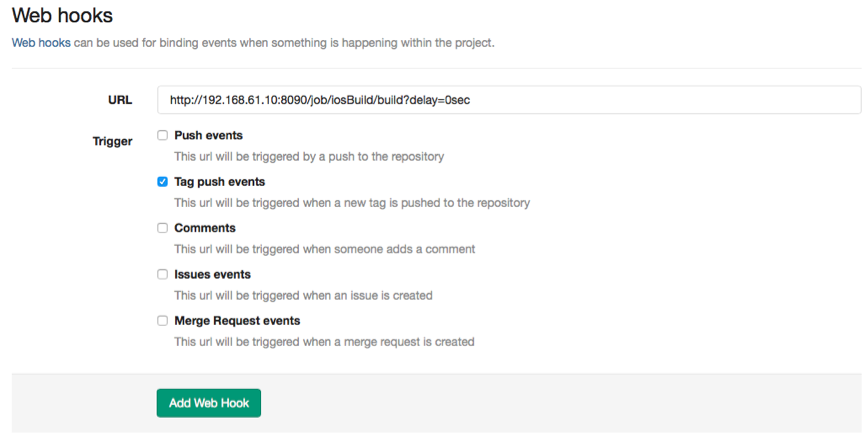 Web hooks
Web hooks can be used for binding events when something is happening within the project.
URL http://192.168.61.10:8090/job/iosBuild/build?delay=0sec
Trigger Push events
This url will be triggered by a push to the repository
Tag push events
This url will be triggered when a new tag is pushed to the repository
Comments
This url will be triggered when someone adds a comment
Issues events
This url will be triggered when an issue is created
Merge Request events
This url will be triggered when a merge request is created
Add Web Hook